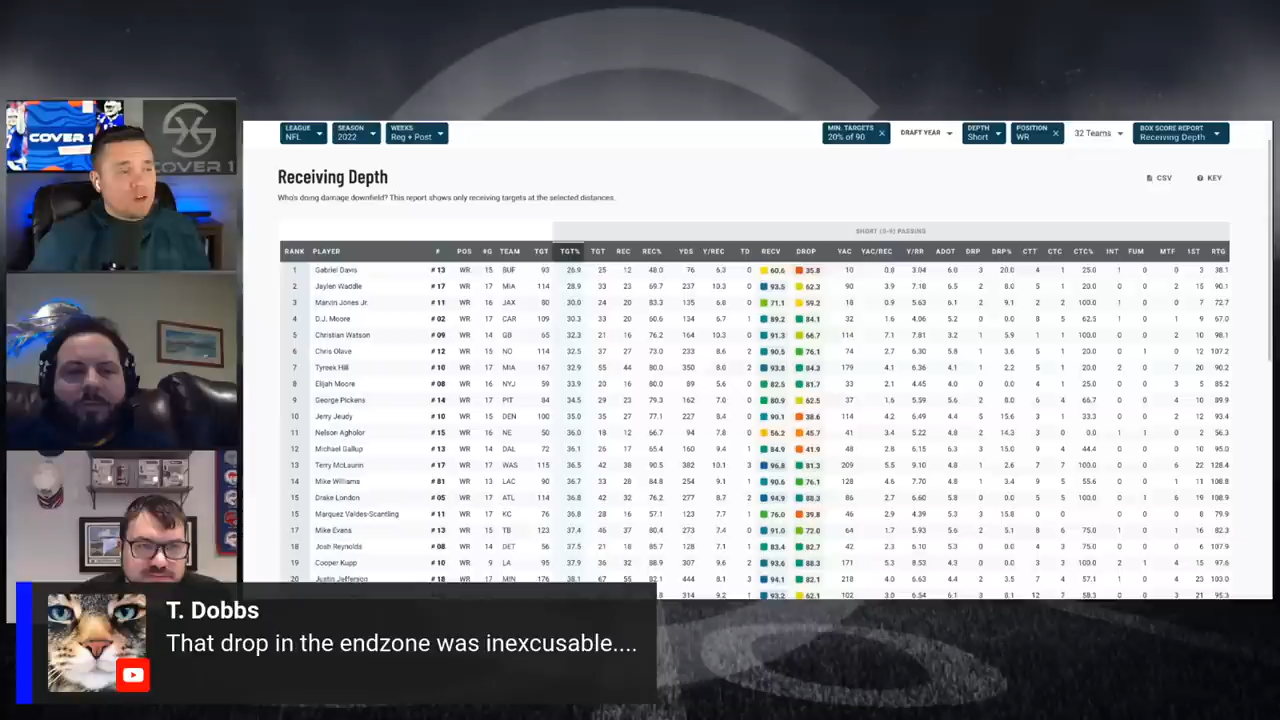 COVER 1
COVER 1
LEAGUE
NFL
SEASON
2022
WEEKS
Reg + Post
MIN. TARGETS
20% of 90
DRAFT YEAR
DEPTH
Short
POSITION
WR
32 Teams
BOX SCORE REPORT
Receiving Depth
Receiving Depth
CSV
KEY
Who's doing damage downfield? This report shows only receiving targets at the selected distances.
SHORT (0-9) PASSING
RANK PLAYER # POS #G TEAM TGT TGT% TGT REC REC% YDS Y/REC TD RECV DROP YAC YAC/REC Y/RR ADOT DRP DRP% CTT CTC CTC% INT FUM MTF 1ST RTG
1 Gabriel Davis # 13 WR 15 BUF 93 26.9 25 12 48.0 76 6.3 0 60.6 35.8 10 0.8 3.04 6.0 3 20.0 4 1 25.0 1 0 0 3 38.1
2 Jaylen Waddle # 17 WR 17 MIA 114 28.9 33 23 69.7 237 10.3 0 93.5 62.3 90 3.9 7.18 6.5 2 8.0 5 1 20.0 0 0 2 15 90.1
3 Marvin Jones Jr. # 11 WR 16 JAX 80 30.0 24 20 83.3 135 6.8 0 71.1 59.2 18 0.9 5.63 6.1 2 9.1 2 2 100.0 1 0 0 7 72.7
4 D.J. Moore # 02 WR 17 CAR 109 30.3 33 20 60.6 134 6.7 1 89.2 84.1 32 1.6 4.06 5.2 0 0.0 8 5 62.5 1 0 1 9 67.0
5 Christian Watson # 09 WR 14 GB 65 32.3 21 16 76.2 164 10.3 1 91.3 66.7 114 7.1 7.81 3.2 1 5.9 1 1 100.0 0 0 2 10 98.1
6 Chris Olave WR 15 NO 114 32.5 37 27 73.0 233 8.6 2 90.5 76.1 74 2.7 6.30 5.8 1 3.6 5 1 20.0 0 1 0 12 107.2
7 Tyreek Hill # 10 WR 17 MIA 167 32.9 55 44 80.0 350 8.0 2 93.8 84.3 181 4.1 6.36 4.1 1 2.2 5 1 20.0 2 0 7 20 90.2
8 Elijah Moore # 08 WR 16 NYJ 59 33.9 20 16 80.0 89 5.6 0 82.5 81.7 33 2.1 4.45 4.0 0 0.0 4 1 25.0 0 0 3 5 85.2
9 George Pickens # 14 WR 17 PIT 84 34.5 29 23 79.3 162 7.0 0 80.9 62.5 37 1.6 5.59 5.6 2 8.0 6 4 66.7 0 0 4 10 89.9
10 Jerry Jeudy # 10 WR 15 DEN 100 35.0 35 27 77.1 227 8.4 0 90.1 38.6 114 4.2 6.49 4.4 5 15.6 3 1 33.3 0 0 2 12 93.4
11 Nelson Agholor # 15 WR 16 NE 50 36.0 18 12 66.7 94 7.8 0 56.2 45.7 41 3.4 5.22 4.8 2 14.3 3 0 0.0 1 1 1 2 56.3
12 Michael Gallup # 13 WR 14 DAL 72 36.1 26 17 65.4 160 9.4 1 84.9 41.9 48 2.8 6.15 6.3 3 15.0 9 4 44.4 0 0 0 10 95.0
13 Terry McLaurin # 17 WR 17 WAS 115 36.5 42 38 90.5 382 10.1 3 96.8 81.3 209 5.5 9.10 4.8 1 2.6 7 7 100.0 0 0 6 22 128.4
14 Mike Williams # 81 WR 13 LAC 90 36.7 33 28 84.8 254 9.1 1 90.6 76.1 128 4.6 7.70 4.8 1 3.4 9 5 55.6 0 1 6 11 108.8
15 Drake London # 05 WR 17 ATL 114 36.8 42 32 76.2 277 8.7 2 94.9 88.3 86 2.7 6.60 5.8 0 0.0 5 5 100.0 0 1 6 19 108.9
15 Marquez Valdes-Scantling # 11 WR 17 KC 76 36.8 28 16 57.1 123 7.7 1 76.0 39.8 46 2.9 4.39 5.3 3 15.8 0 0 0 0 0 8 79.9
17 Mike Evans # 13 WR 15 TB 123 37.4 46 37 80.4 273 7.4 0 91.0 72.0 64 1.7 5.93 5.6 2 5.1 8 6 75.0 1 0 1 16 82.3
18 Josh Reynolds # 08 WR 14 DET 56 37.5 21 18 85.7 128 7.1 1 83.4 82.7 42 2.3 6.10 5.3 0 0.0 4 3 75.0 0 0 2 6 107.9
19 Cooper Kupp # 10 WR 9 LA 95 37.9 36 32 88.9 307 9.6 2 93.6 88.3 171 5.3 8.53 4.3 0 0.0 3 3 100.0 2 1 4 15 97.6
20 Justin Jefferson # 18 WR 17 MIN 176 38.1 67 55 82.1 444 8.1 3 94.1 82.1 218 4.0 6.63 4.4 2 3.5 7 4 57.1 0 0 4 23 103.0
314 9.2 1 93.2 62.1 102 3.0 6.54 6.1 3 8.1 12 7 58.3 0 0 3 21 95.3
T. Dobbs
That drop in the endzone was inexcusable....